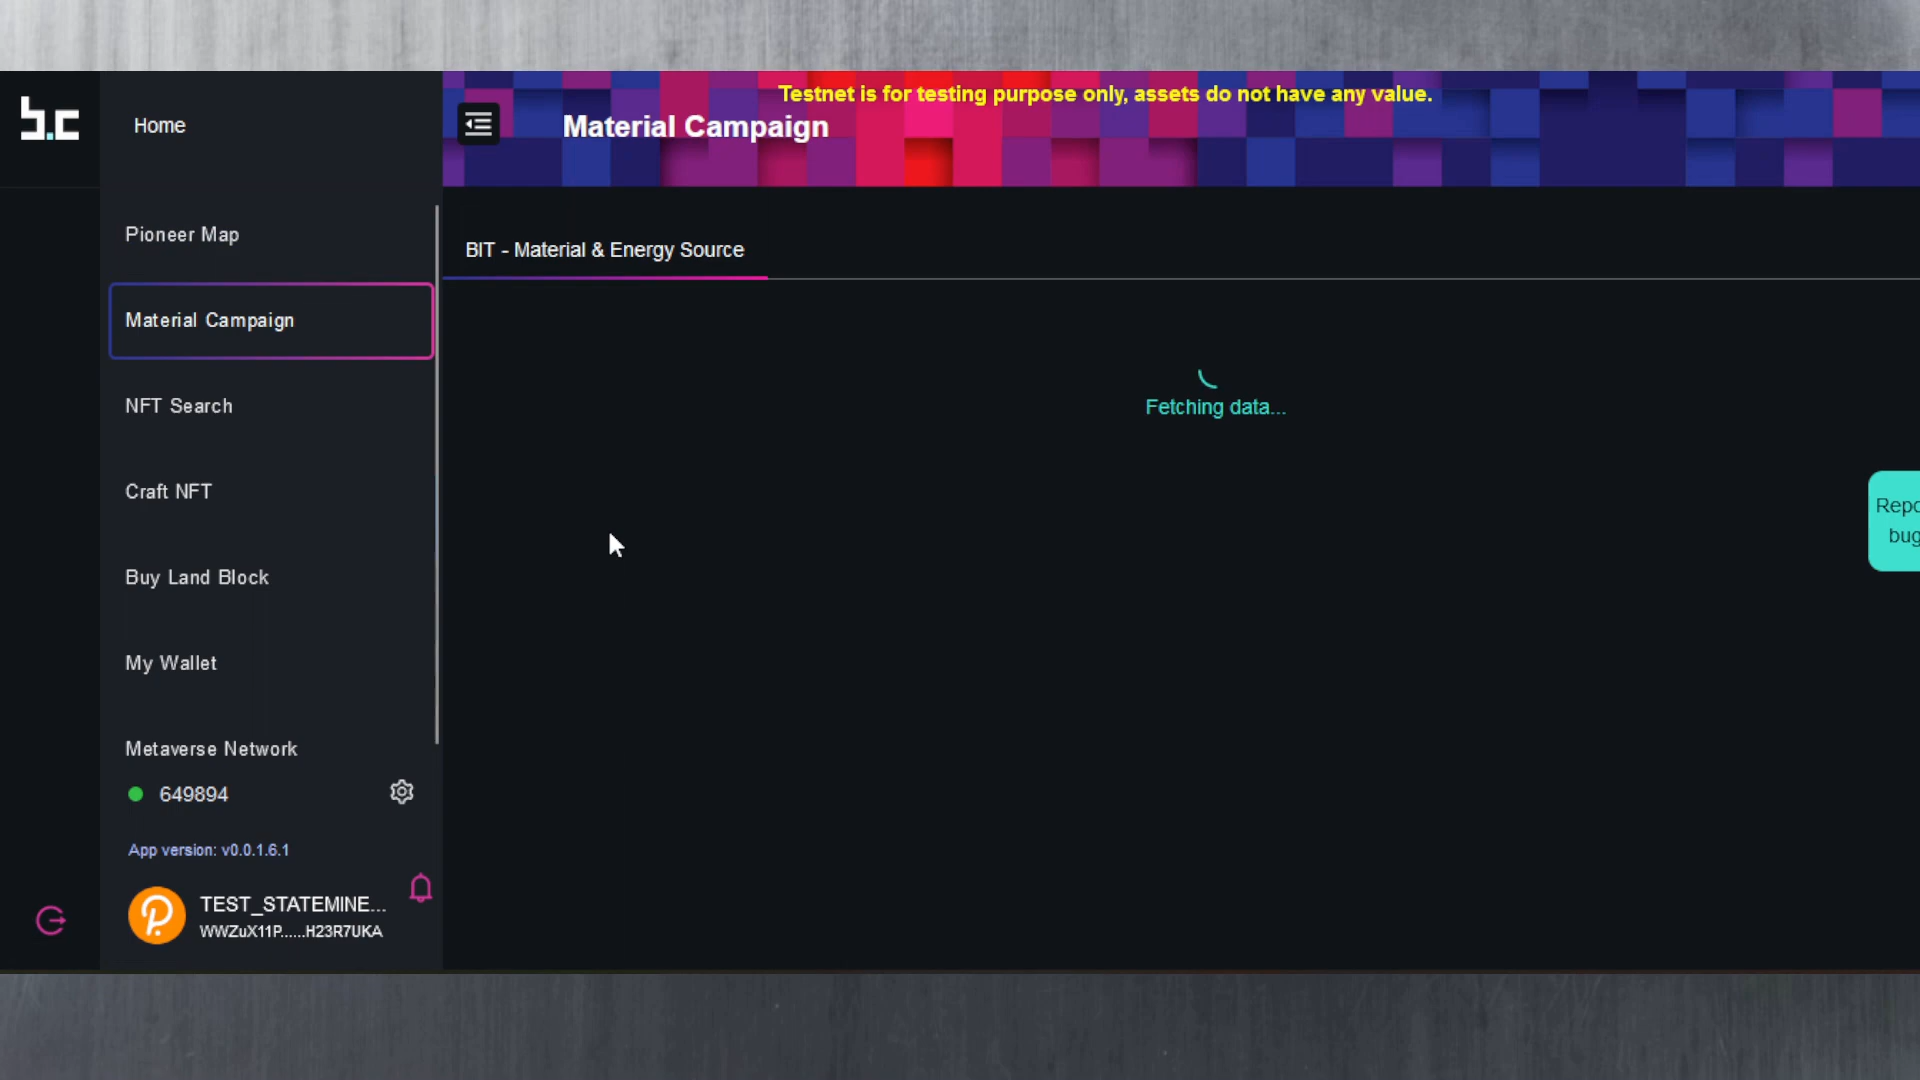 b.c
Home
Testnet is for testing purpose only, assets do not have any value.
Material Campaign
Pioneer Map
BIT - Material & Energy Source
Material Campaign
Fetching data...
NFT Search
Craft NFT
Repo
bug
Buy Land Block
My Wallet
Metaverse Network
649894
App version: v0.0.1.6.1
TEST_STATEMINE...
WWZuX11P......H23R7UKA